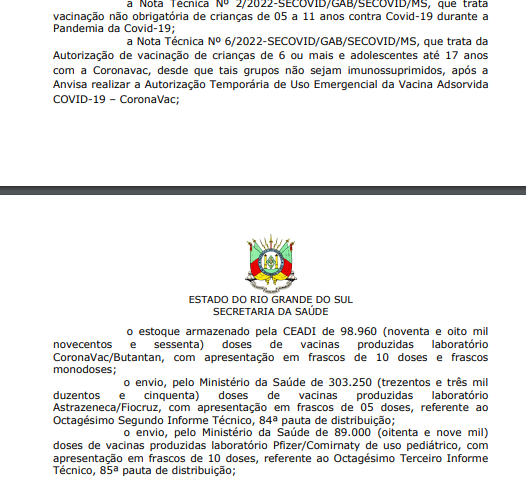 a Nota Técnica Nº 2/2022-SECOVID/GAB/SECOVID/MS, que trata
vacinação não obrigatória de crianças de 05 a 11 anos contra Covid-19 durante a
Pandemia da Covid-19;
a Nota Técnica Nº 6/2022-SECOVID/GAB/SECOVID/MS, que trata da
Autorização de vacinação de crianças de 6 ou mais e adolescentes até 17 anos
com a Coronavac, desde que tais grupos não sejam imunossuprimidos, após a
Anvisa realizar a Autorização Temporária de Uso Emergencial da Vacina Adsorvida
COVID-19 – CoronaVac;
ESTADO DO RIO GRANDE DO SUL
SECRETARIA DA SAÚDE
o estoque armazenado pela CEADI de 98.960 (noventa e oito mil
novecentos e sessenta) doses de vacinas produzidas laboratório
CoronaVac/Butantan, com apresentação em frascos de 10 doses e frascos
monodoses;
o envio, pelo Ministério da Saúde de 303.250 (trezentos e três mil
duzentos e cinquenta) doses de vacinas produzidas laboratório
Astrazeneca/Fiocruz, com apresentação em frascos de 05 doses, referente ao
Octagésimo Segundo Informe Técnico, 84ª pauta de distribuição;
o envio, pelo Ministério da Saúde de 89.000 (oitenta e nove mil)
doses de vacinas produzidas laboratório Pfizer/Comirnaty de uso pediátrico, com
apresentação em frascos de 10 doses, referente ao Octagésimo Terceiro Informe
Técnico, 85ª pauta de distribuição;